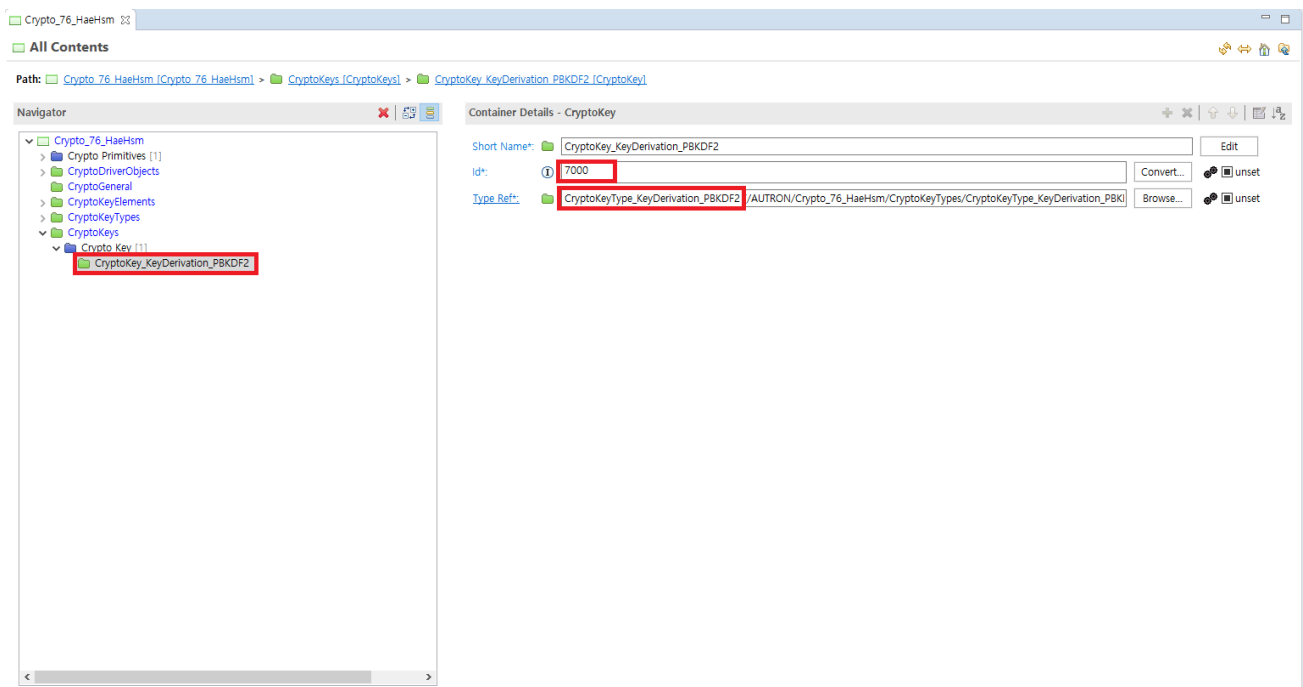 Crypto_76_HaeHsm
All Contents
Path: Crypto_76_HaeHsm [Crypto_76_HaeHsm] > CryptoKeys [CryptoKeys] > CryptoKey_KeyDerivation_PBKDF2 [CryptoKey]
Navigator
Crypto_76_HaeHsm
Crypto Primitives [1]
CryptoDriverObjects
CryptoGeneral
CryptoKeyElements
CryptoKeyTypes
CryptoKeys
Crypto Key [1]
CryptoKey_KeyDerivation_PBKDF2
Container Details - CryptoKey
Short Name*: CryptoKey_KeyDerivation_PBKDF2 Edit
Id*: 7000 Convert... unset
Type Ref*: CryptoKeyType_KeyDerivation_PBKDF2 /AUTRON/Crypto_76_HaeHsm/CryptoKeyTypes/CryptoKeyType_KeyDerivation_PBKI Browse... unset